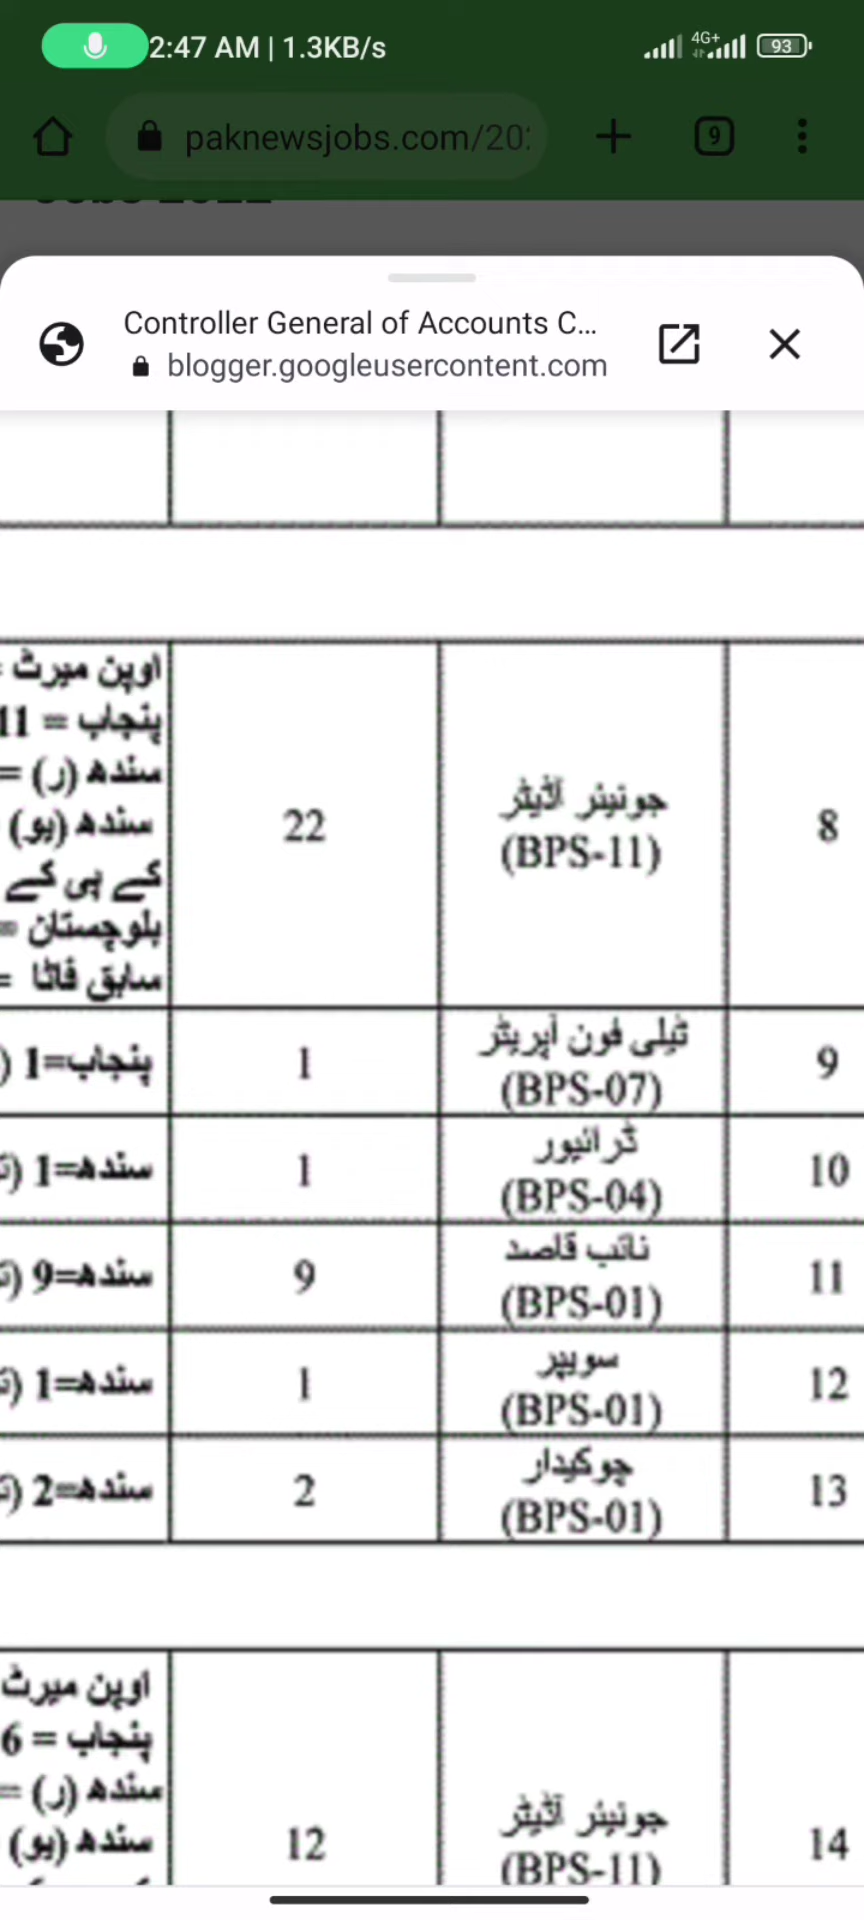 2:47 AM | 1.3KB/s 4G+ 93
paknewsjobs.com/20 9
Controller General of Accounts C...
blogger.googleusercontent.com
8
جونیئر آڈیٹر
(BPS-11)
22
اوپن میرٹ =
پنجاب = 11
سندھ (ر) =
سندھ (یو)
کے پی کے
بلوچستان =
سابق فاٹا =
9
ٹیلی فون آپریٹر
(BPS-07)
1
پنجاب=1 (
10
ڈرائیور
(BPS-04)
1
سندھ=1 (
11
نائب قاصد
(BPS-01)
9
سندھ=9 (
12
سویپر
(BPS-01)
1
سندھ=1 (
13
چوکیدار
(BPS-01)
2
سندھ=2 (
14
جونیئر آڈیٹر
(BPS-11)
12
اوپن میرٹ
پنجاب = 6
سندھ (ر) =
سندھ (یو)